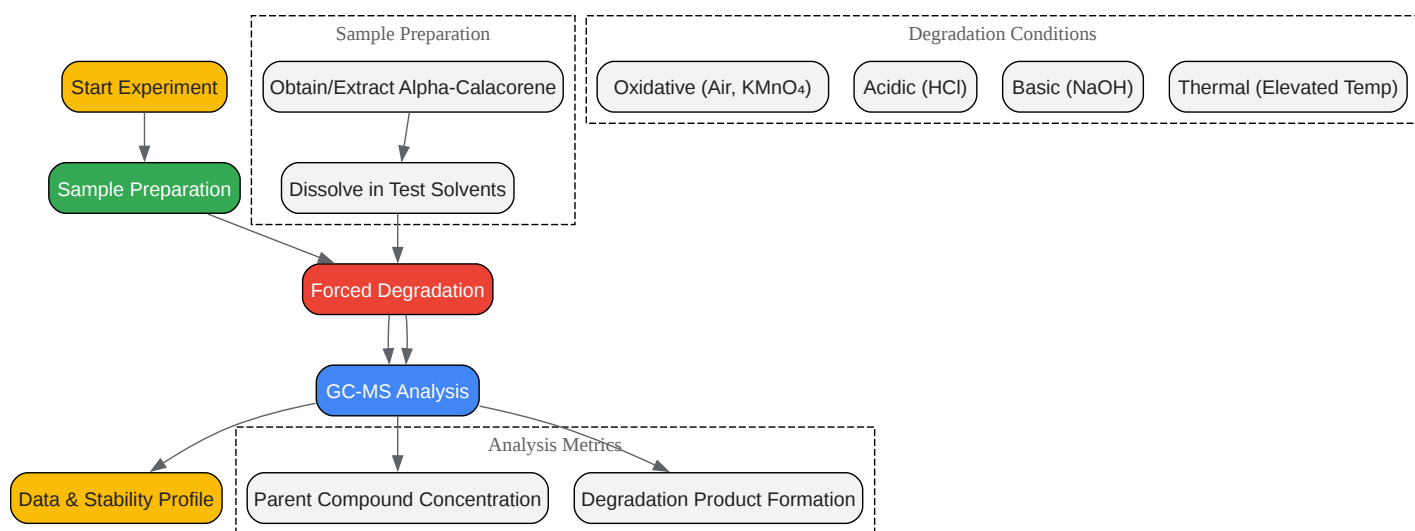 Sample Preparation
Degradation Conditions
Start Experiment
Obtain/Extract Alpha-Calacorene
Oxidative (Air, KMnO₄)
Acidic (HCl)
Basic (NaOH)
Thermal (Elevated Temp)
Sample Preparation
Dissolve in Test Solvents
Forced Degradation
GC-MS Analysis
Analysis Metrics
Data & Stability Profile
Parent Compound Concentration
Degradation Product Formation